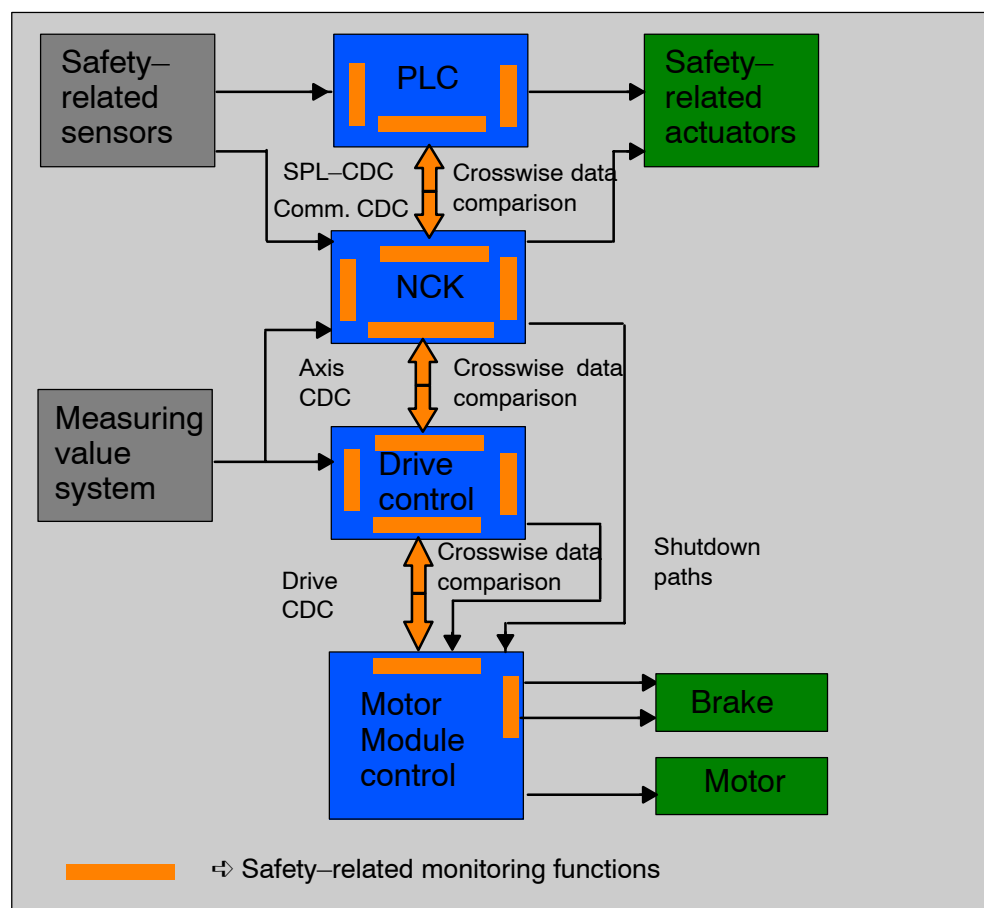 Safety–
related
sensors
PLC
Safety–
related
actuators
SPL–CDC
Comm. CDC
Crosswise data
comparison
NCK
Axis
CDC
Crosswise data
comparison
Measuring
value
system
Drive
control
Drive
CDC
Crosswise data
comparison
Shutdown
paths
Motor
Module
control
Brake
Motor
➪ Safety–related monitoring functions